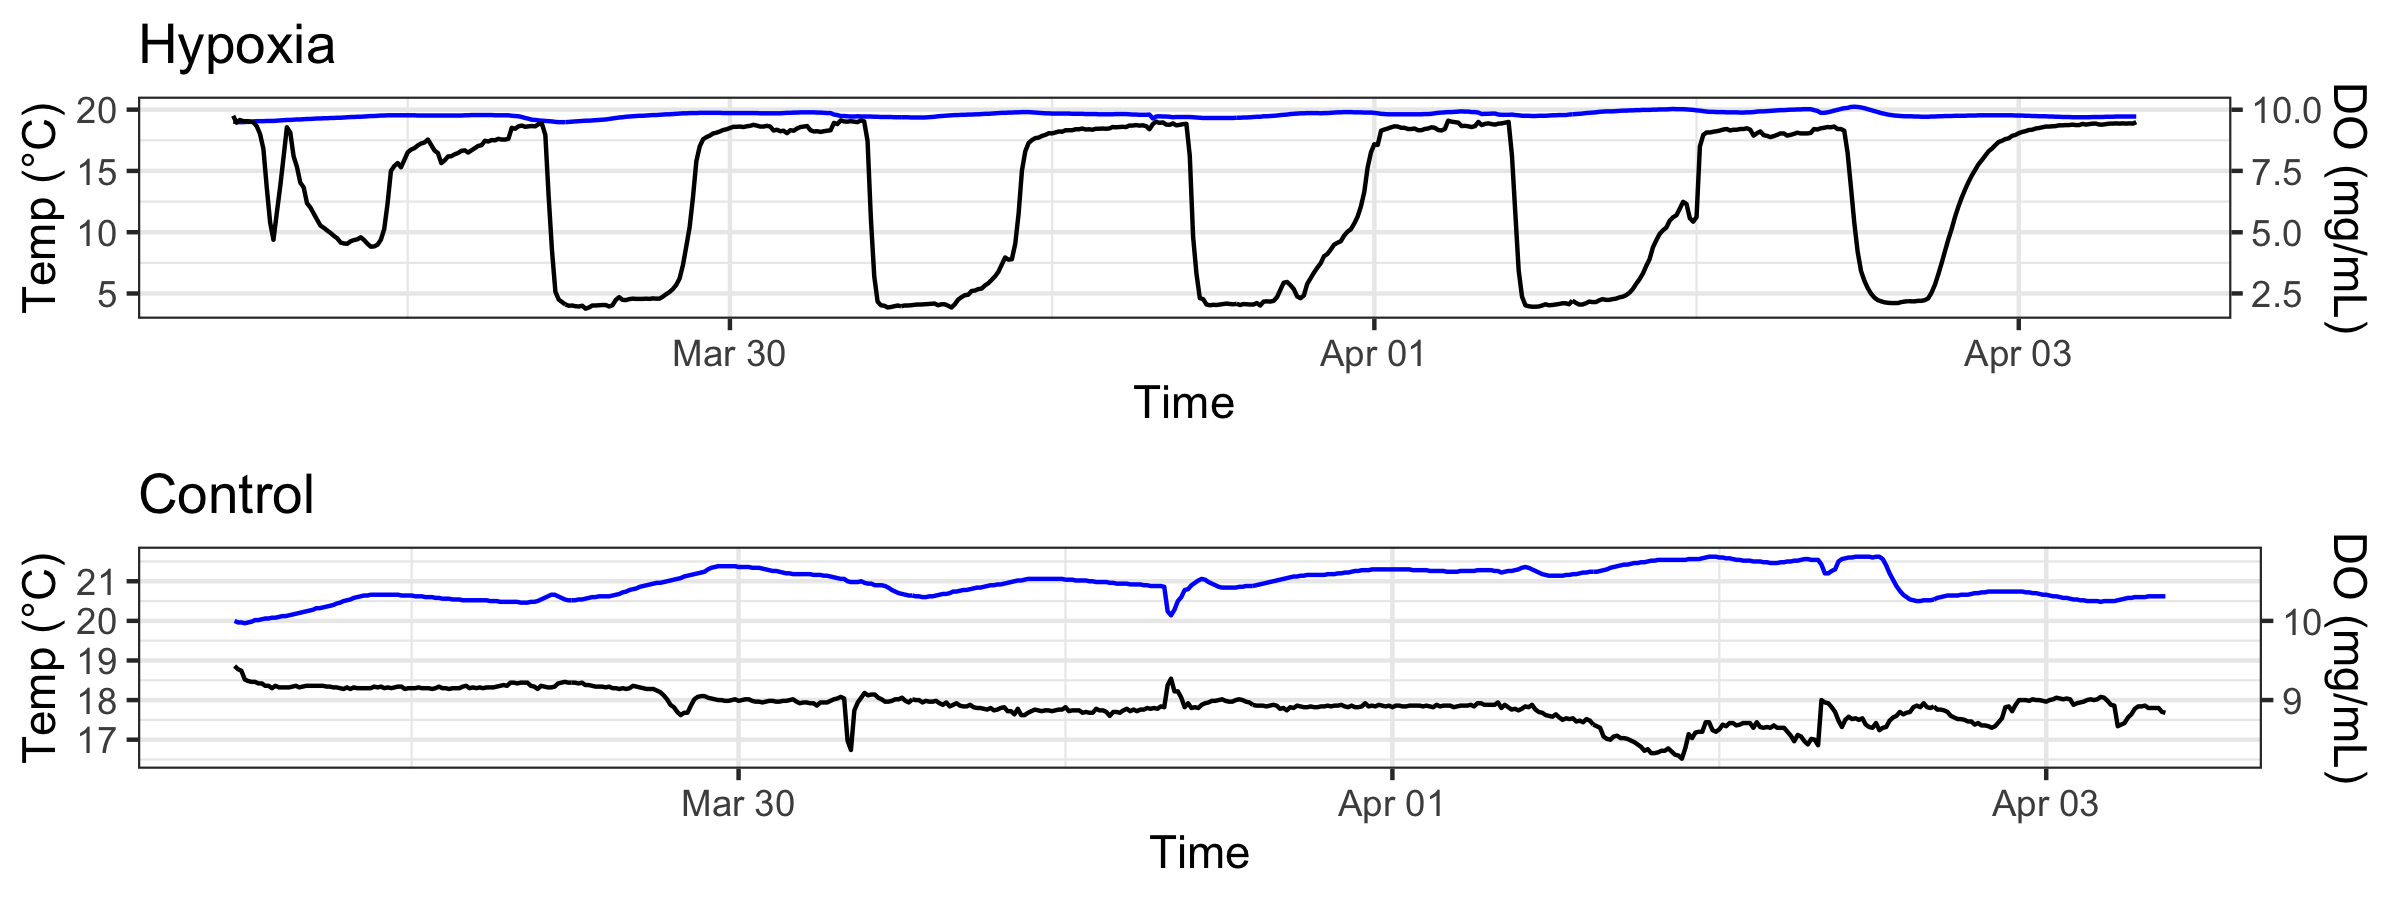 Hypoxia
Temp (°C)
20
15
10
5
10.0
7.5
5.0
2.5
DO (mg/mL)
Mar 30
Apr 01
Apr 03
Time
Control
Temp (°C)
21
20
19
18
17
10
9
DO (mg/mL)
Mar 30
Apr 01
Apr 03
Time